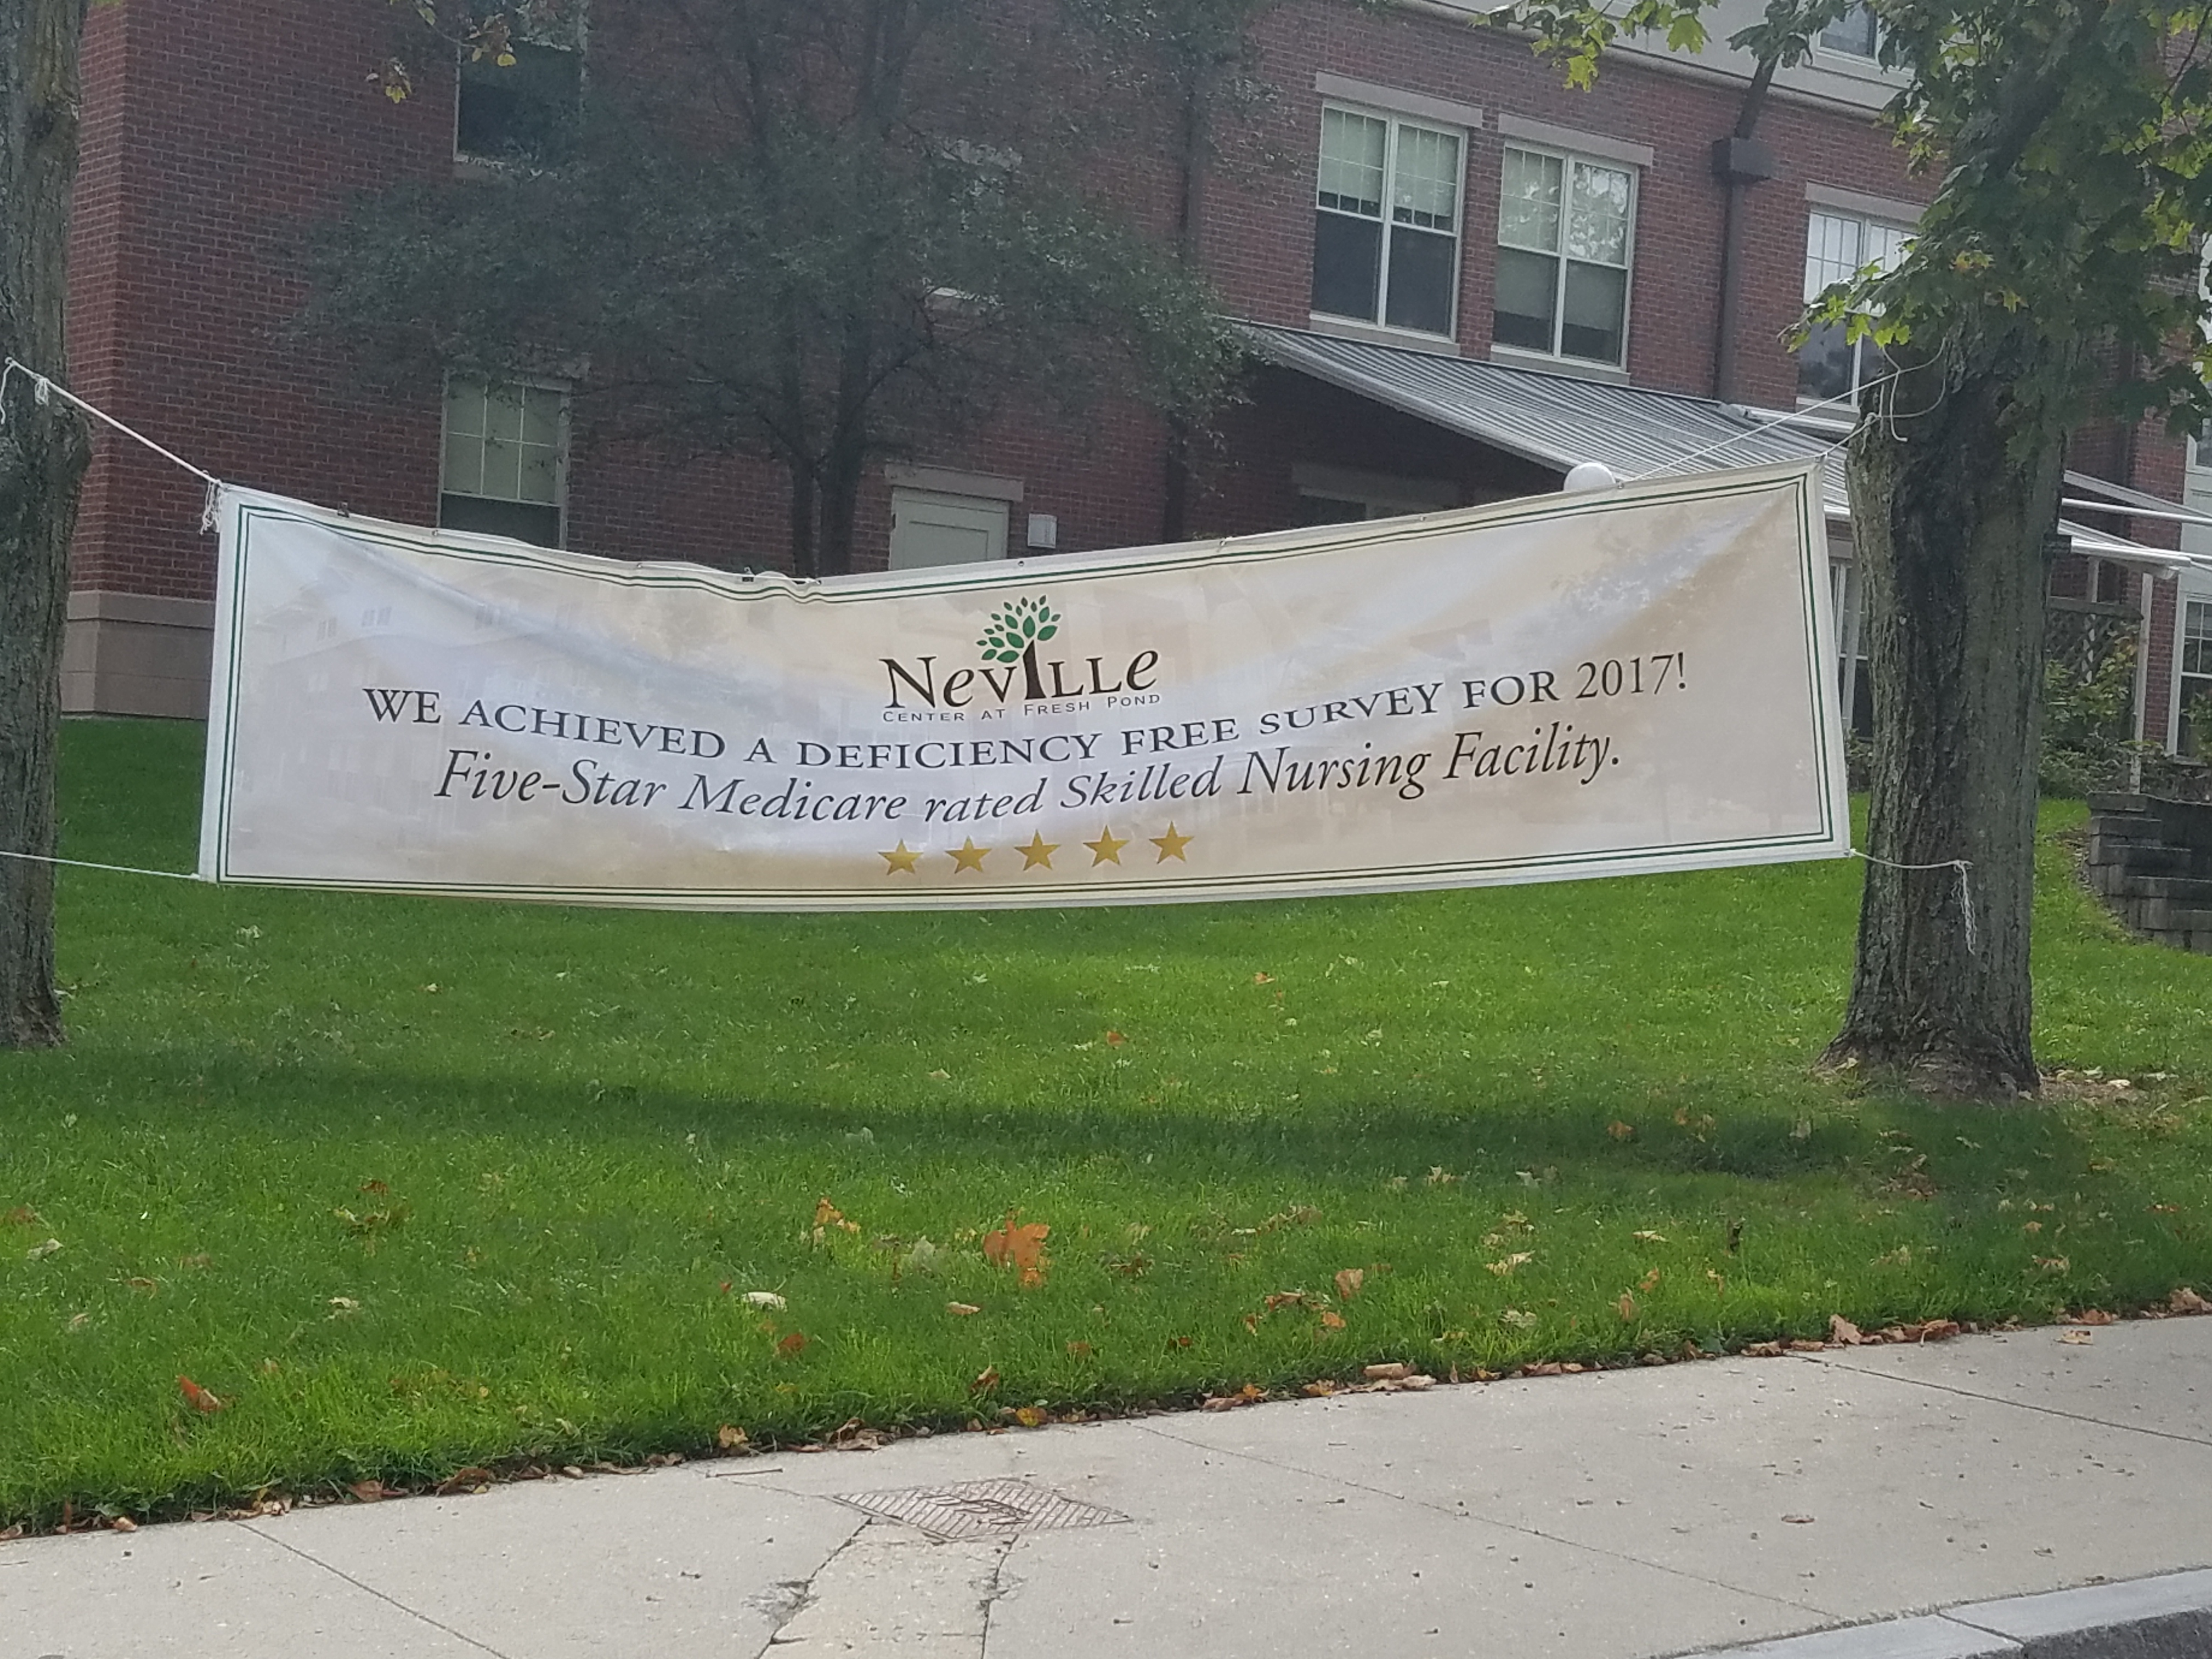 Neville
Center at Fresh Pond
WE ACHIEVED A DEFICIENCY FREE SURVEY FOR 2017!
Five-Star Medicare rated Skilled Nursing Facility.